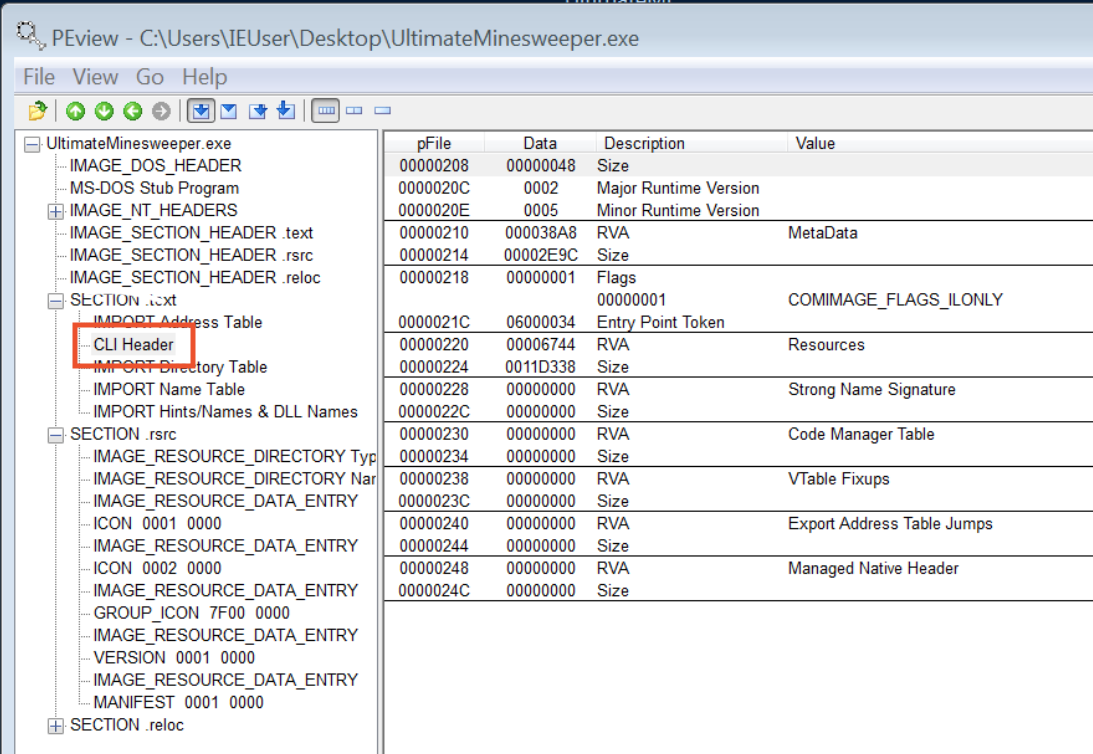 PEview - C:\Users\IEUser\Desktop\UltimateMinesweeper.exe
File View Go Help
UltimateMinesweeper.exe
IMAGE_DOS_HEADER
MS-DOS Stub Program
IMAGE_NT_HEADERS
IMAGE_SECTION_HEADER .text
IMAGE_SECTION_HEADER .rsrc
IMAGE_SECTION_HEADER .reloc
SECTION .text
IMPORT Address Table
CLI Header
IMPORT Directory Table
IMPORT Name Table
IMPORT Hints/Names & DLL Names
SECTION .rsrc
IMAGE_RESOURCE_DIRECTORY Typ
IMAGE_RESOURCE_DIRECTORY Nar
IMAGE_RESOURCE_DATA_ENTRY
ICON 0001 0000
IMAGE_RESOURCE_DATA_ENTRY
ICON 0002 0000
IMAGE_RESOURCE_DATA_ENTRY
GROUP_ICON 7F00 0000
IMAGE_RESOURCE_DATA_ENTRY
VERSION 0001 0000
IMAGE_RESOURCE_DATA_ENTRY
MANIFEST 0001 0000
SECTION .reloc
pFile Data Description Value
00000208 00000048 Size
0000020C 0002 Major Runtime Version
0000020E 0005 Minor Runtime Version
00000210 000038A8 RVA MetaData
00000214 00002E9C Size
00000218 00000001 Flags
00000001 COMIMAGE_FLAGS_ILONLY
0000021C 06000034 Entry Point Token
00000220 00006744 RVA Resources
00000224 0011D338 Size
00000228 00000000 RVA Strong Name Signature
0000022C 00000000 Size
00000230 00000000 RVA Code Manager Table
00000234 00000000 Size
00000238 00000000 RVA VTable Fixups
0000023C 00000000 Size
00000240 00000000 RVA Export Address Table Jumps
00000244 00000000 Size
00000248 00000000 RVA Managed Native Header
0000024C 00000000 Size